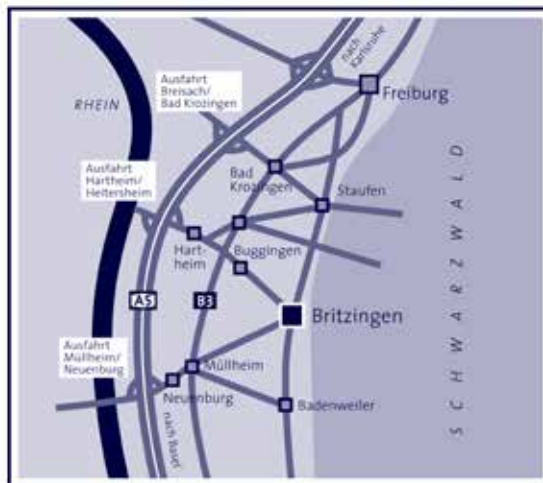 nach
Karlsruhe
Ausfahrt
Breisach/
Bad Krozingen
Freiburg
RHEIN
Bad
Krozingen
Ausfahrt
Hartheim/
Heitersheim
Staufen
SCHWARZWALD
Hart-
heim
Buggingen
A5
B3
Britzingen
Ausfahrt
Müllheim/
Neuenburg
Müllheim
Neuenburg
Badenweiler
nach Basel